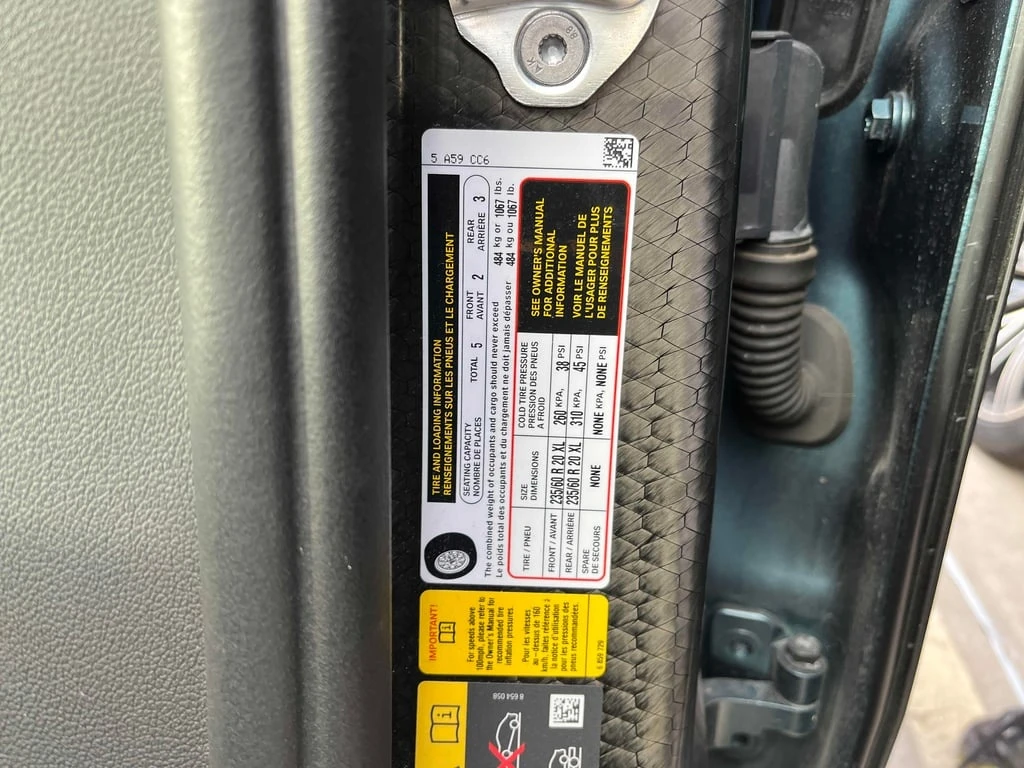 88
5 A59 CC6
TIRE AND LOADING INFORMATION
RENSEIGNEMENTS SUR LES PNEUS ET LE CHARGEMENT
SEATING CAPACITY
NOMBRE DE PLACES
TOTAL 5
FRONT
AVANT 2
REAR
ARRIÈRE 3
The combined weight of occupants and cargo should never exceed 484 kg or 1067 lbs.
Le poids total des occupants et du chargement ne doit jamais dépasser 484 kg ou 1067 lb.
TIRE / PNEU
SIZE
DIMENSIONS
COLD TIRE PRESSURE
PRESSION DES PNEUS
A FROID
FRONT / AVANT 235/60 R 20 XL 260 KPA, 38 PSI
REAR / ARRIÈRE 235/60 R 20 XL 310 KPA, 45 PSI
SPARE
DE SECOURS NONE NONE KPA, NONE PSI
SEE OWNER'S MANUAL
FOR ADDITIONAL
INFORMATION
VOIR LE MANUEL DE
L'USAGER POUR PLUS
DE RENSEIGNEMENTS
IMPORTANT!
For speeds above
100mph, please refer to
the Owner's Manual for
recommended tire
inflation pressures.
Pour les vitesses
au-dessus de 160
km/h, faites référence à
la notice d'utilisation
pour les pressions des
pneus recommandées.
6 859 729
8 654 058